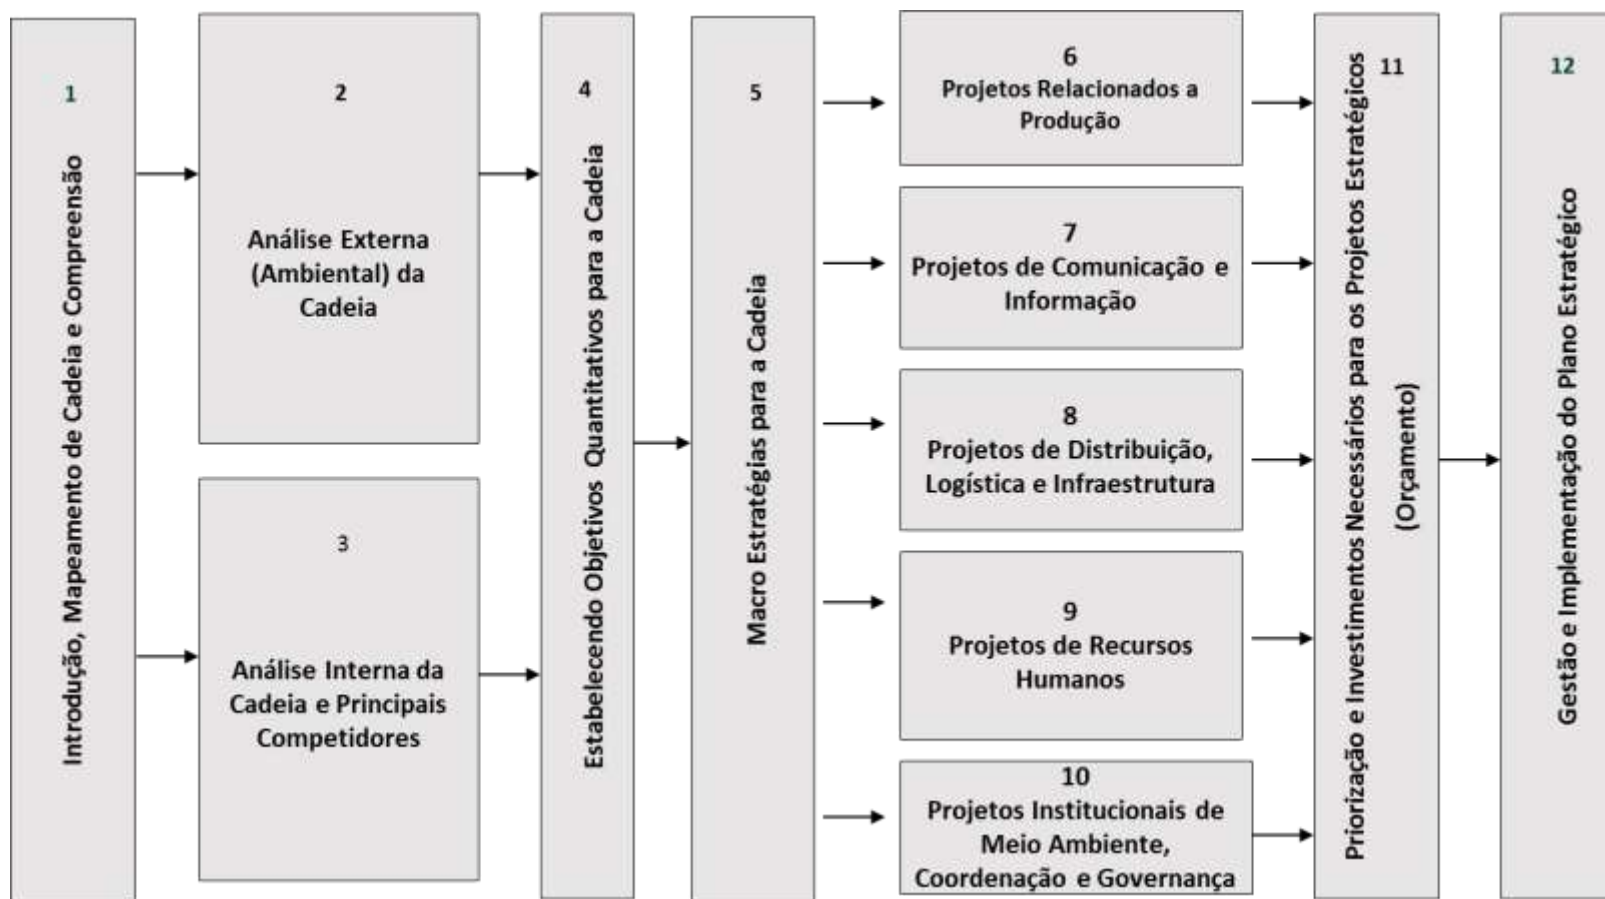 1
Introdução, Mapeamento de Cadeia e Compreensão
2
Análise Externa
(Ambiental) da
Cadeia
3
Análise Interna da
Cadeia e Principais
Competidores
4
Estabelecendo Objetivos Quantitativos para a Cadeia
5
Macro Estratégias para a Cadeia
6
Projetos Relacionados a
Produção
7
Projetos de Comunicação e
Informação
8
Projetos de Distribuição,
Logística e Infraestrutura
9
Projetos de Recursos
Humanos
10
Projetos Institucionais de
Meio Ambiente,
Coordenação e Governança
11
Priorização e Investimentos Necessários para os Projetos Estratégicos
(Orçamento)
12
Gestão e Implementação do Plano Estratégico